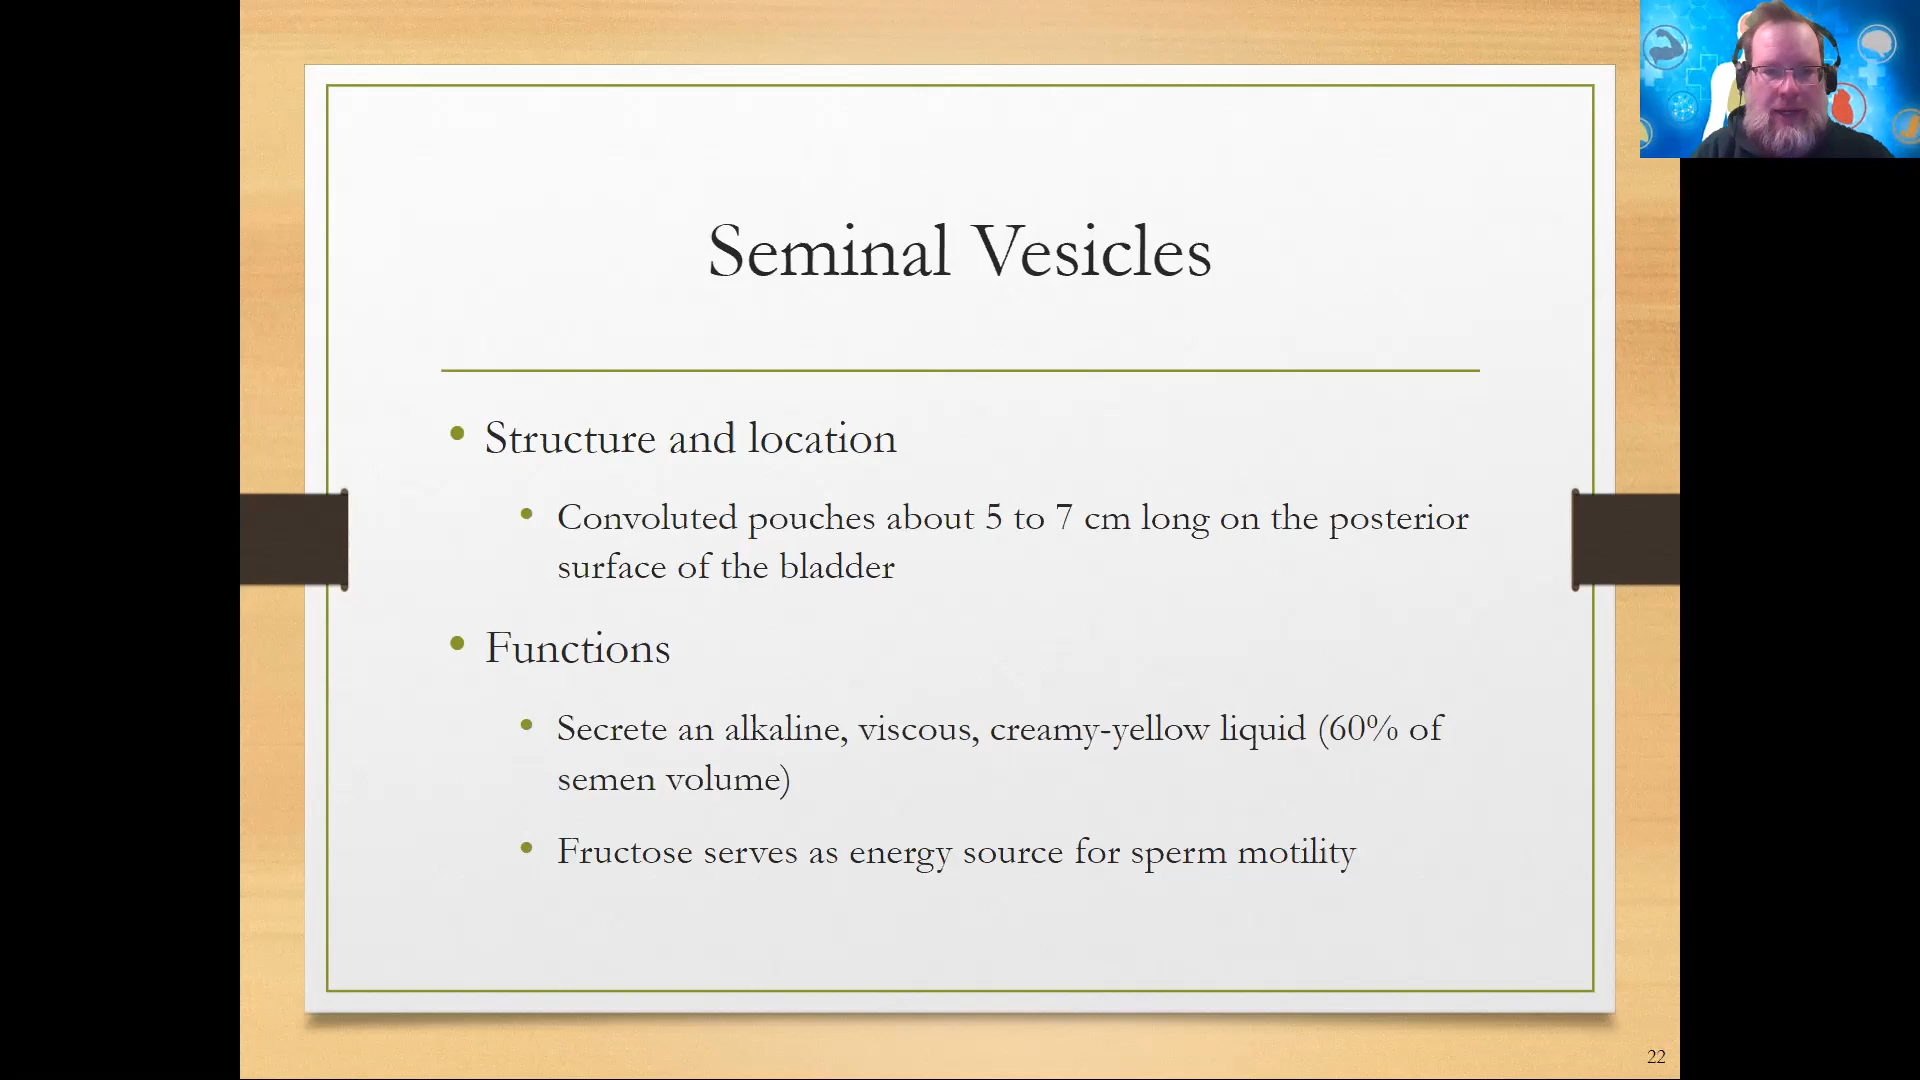 Seminal Vesicles
• Structure and location
• Convoluted pouches about 5 to 7 cm long on the posterior
surface of the bladder
• Functions
• Secrete an alkaline, viscous, creamy-yellow liquid (60% of
semen volume)
• Fructose serves as energy source for sperm motility
22